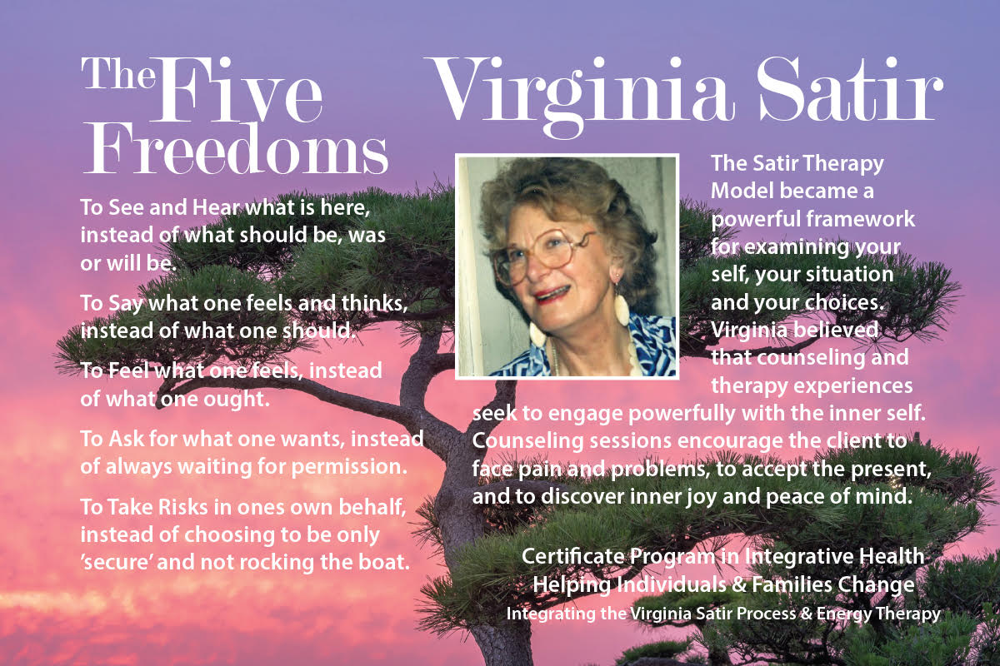 The Five
Freedoms
To See and Hear what is here,
instead of what should be, was
or will be.
To Say what one feels and thinks,
instead of what one should.
To Feel what one feels, instead
of what one ought.
To Ask for what one wants, instead
of always waiting for permission.
To Take Risks in ones own behalf,
instead of choosing to be only
’secure’ and not rocking the boat.
Virginia Satir
The Satir Therapy
Model became a
powerful framework
for examining your
self, your situation
and your choices.
Virginia believed
that counseling and
therapy experiences
seek to engage powerfully with the inner self.
Counseling sessions encourage the client to
face pain and problems, to accept the present,
and to discover inner joy and peace of mind.
Certificate Program in Integrative Health
Helping Individuals & Families Change
Integrating the Virginia Satir Process & Energy Therapy